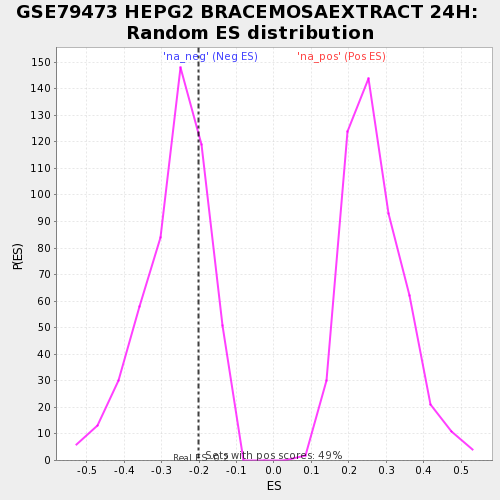 GSE79473 HEPG2 BRACEMOSAEXTRACT 24H:
Random ES distribution
'na_neg' (Neg ES)
'na_pos' (Pos ES)
150
140
130
120
110
100
90
80
70
60
50
40
30
20
10
0
P(ES)
Sets with pos scores: 49%
-0.5 -0.4 -0.3 -0.2 -0.1 0.0 0.1 0.2 0.3 0.4 0.5
ES